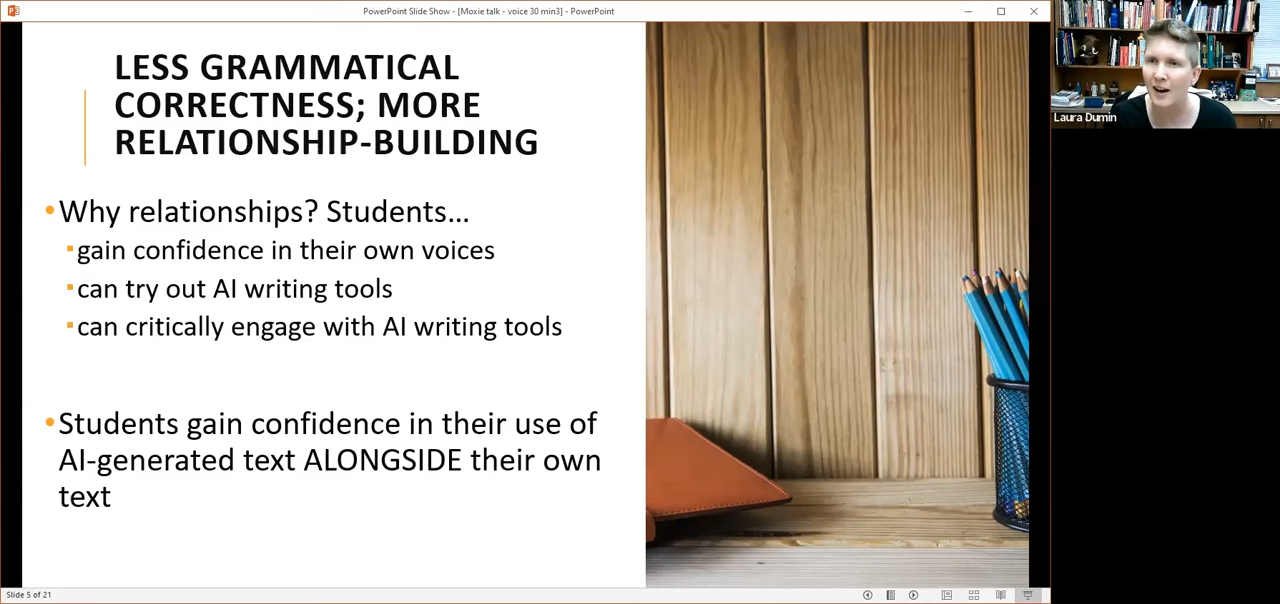 PowerPoint Slide Show - [Moxie talk - voice 30 min3] - PowerPoint
LESS GRAMMATICAL
CORRECTNESS; MORE
RELATIONSHIP-BUILDING
•Why relationships? Students...
▪gain confidence in their own voices
▪can try out AI writing tools
▪can critically engage with AI writing tools
•Students gain confidence in their use of
AI-generated text ALONGSIDE their own
text
Laura Dumin
Slide 5 of 21